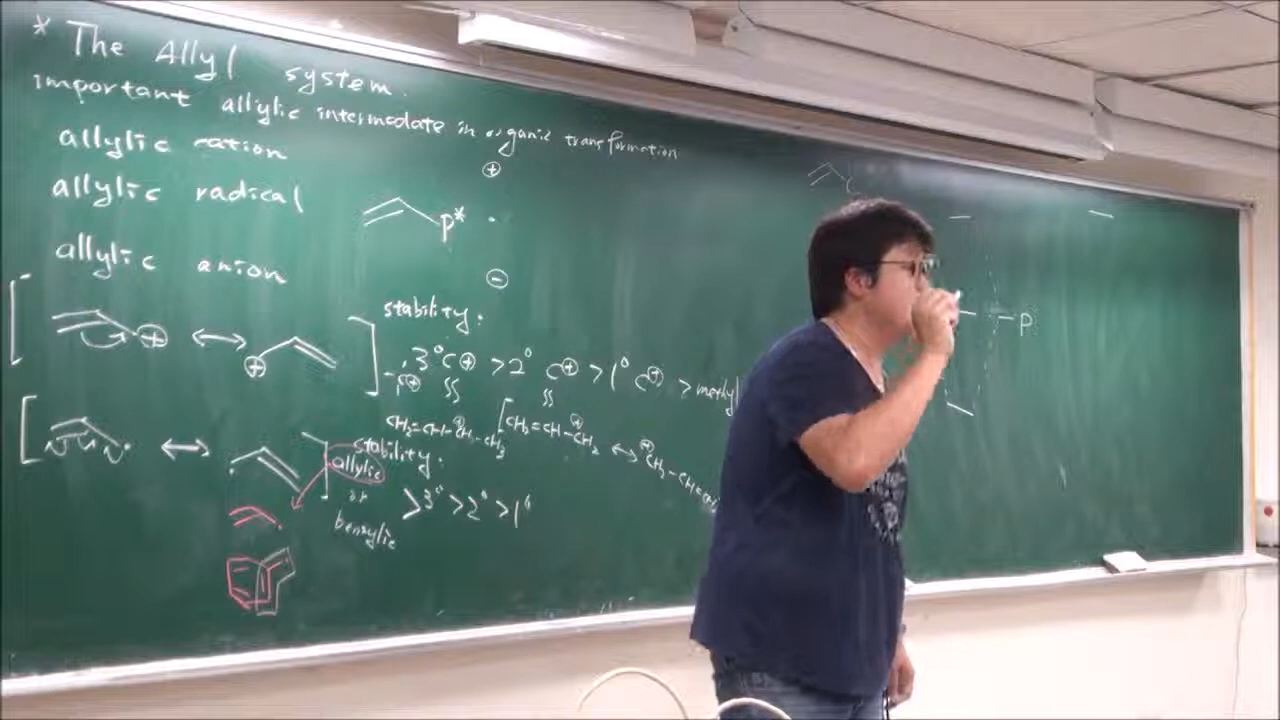 * The Allyl system.
important allylic intermedate in organic transformation
allylic cation
⊕
allylic radical
P*
·
allylic anion
⊖
stability:
⊕ ↔ ⊕
3° C⊕ > 2° C⊕ > 1° C⊕ > methyl
CH2=CH-CH-CH3 [CH2=CH-CH2 ↔ CH2-CH=CH2
stability:
allylic
or
benzylic
> 3° > 2° > 1°
P